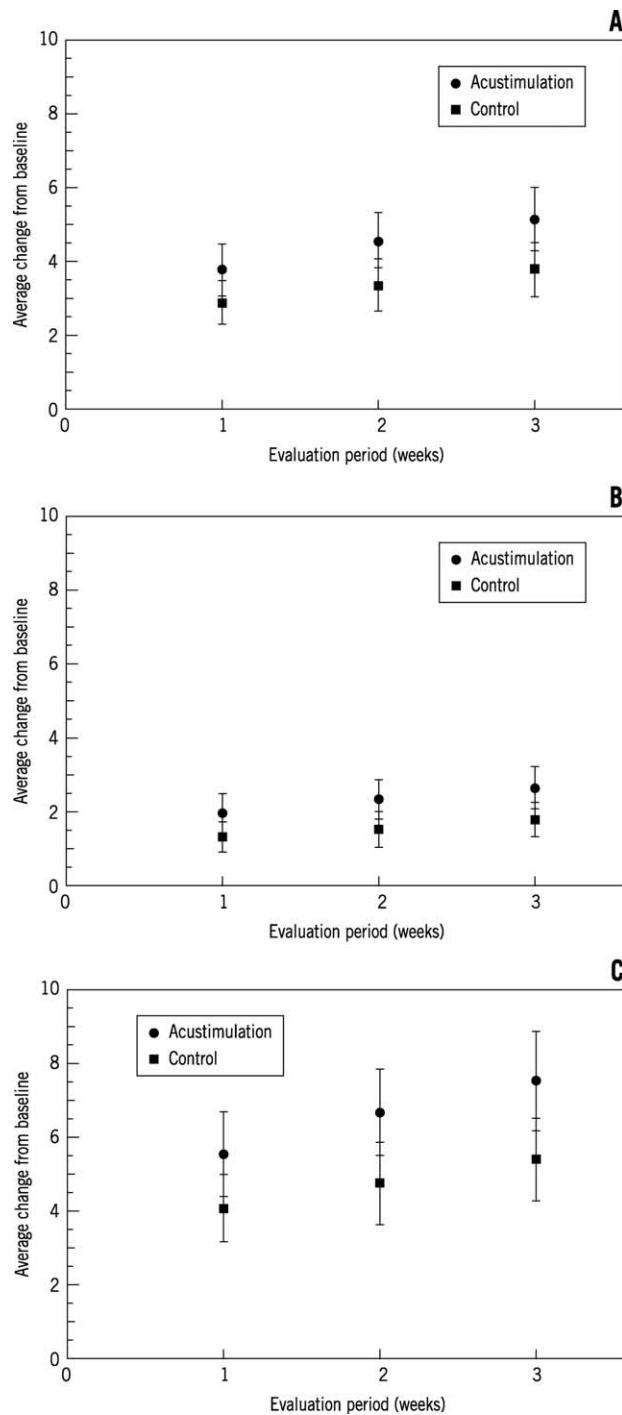 A
10
8
6
4
2
0
Average change from baseline
Acustimulation
Control
0
1
2
3
Evaluation period (weeks)
B
10
8
6
4
2
0
Average change from baseline
Acustimulation
Control
0
1
2
3
Evaluation period (weeks)
C
10
8
6
4
2
0
Average change from baseline
Acustimulation
Control
0
1
2
3
Evaluation period (weeks)